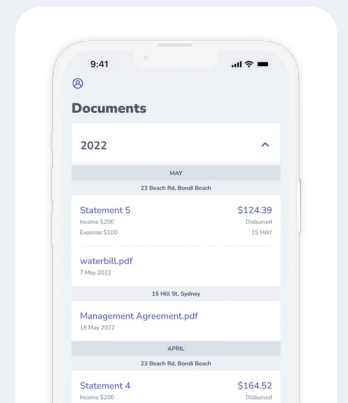 9:41
Documents
2022
MAY
23 Beach Rd, Bondi Beach
Statement 5 $124.39
Income $200 Disbursed
Expense $100 15 MAY
waterbill.pdf
7 May 2022
15 Hill St, Sydney
Management Agreement.pdf
18 May 2022
APRIL
23 Beach Rd, Bondi Beach
Statement 4 $164.52
Income $200 Disbursed